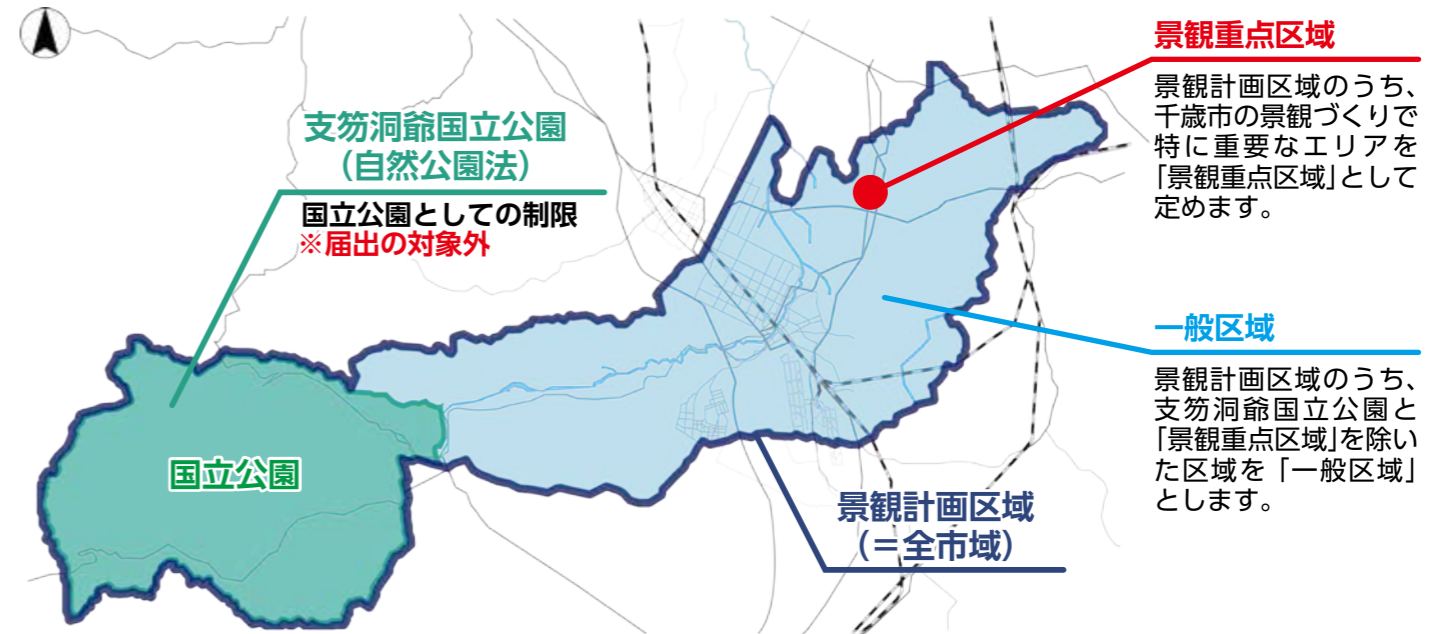 支笏洞爺国立公園
(自然公園法)
国立公園としての制限
※届出の対象外
国立公園
景観計画区域
(=全市域)
景観重点区域
景観計画区域のうち、
千歳市の景観づくりで
特に重要なエリアを
「景観重点区域」として
定めます。
一般区域
景観計画区域のうち、
支笏洞爺国立公園と
「景観重点区域」を除い
た区域を「一般区域」
とします。